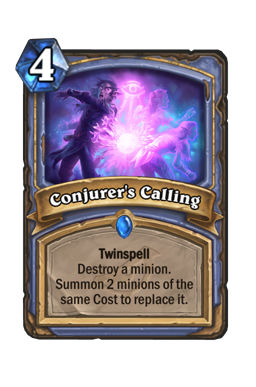 4
Conjurer's Calling
Twinspell
Destroy a minion.
Summon 2 minions of the
same Cost to replace it.